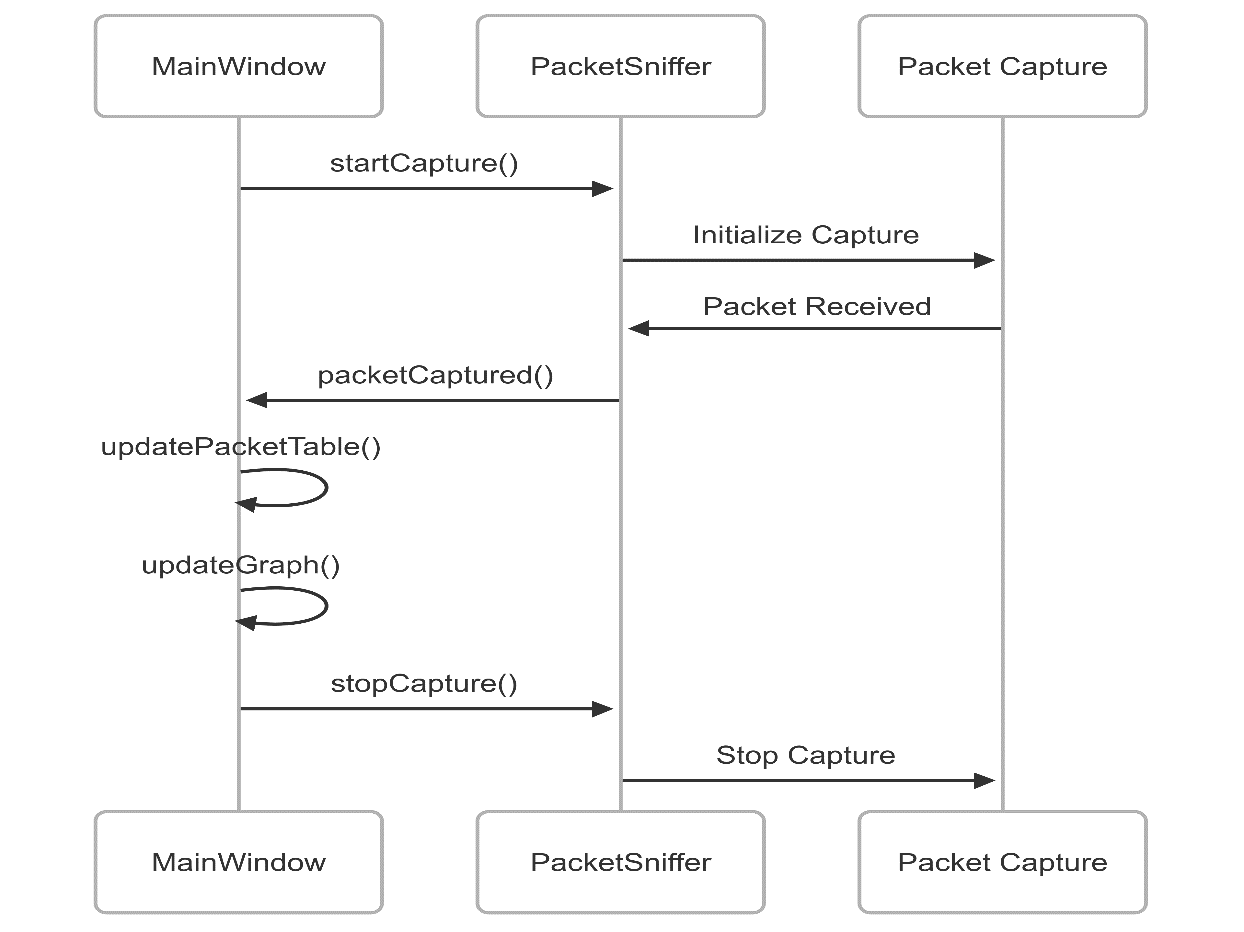 MainWindow
PacketSniffer
Packet Capture
startCapture()
Initialize Capture
Packet Received
packetCaptured()
updatePacketTable()
updateGraph()
stopCapture()
Stop Capture
MainWindow
PacketSniffer
Packet Capture